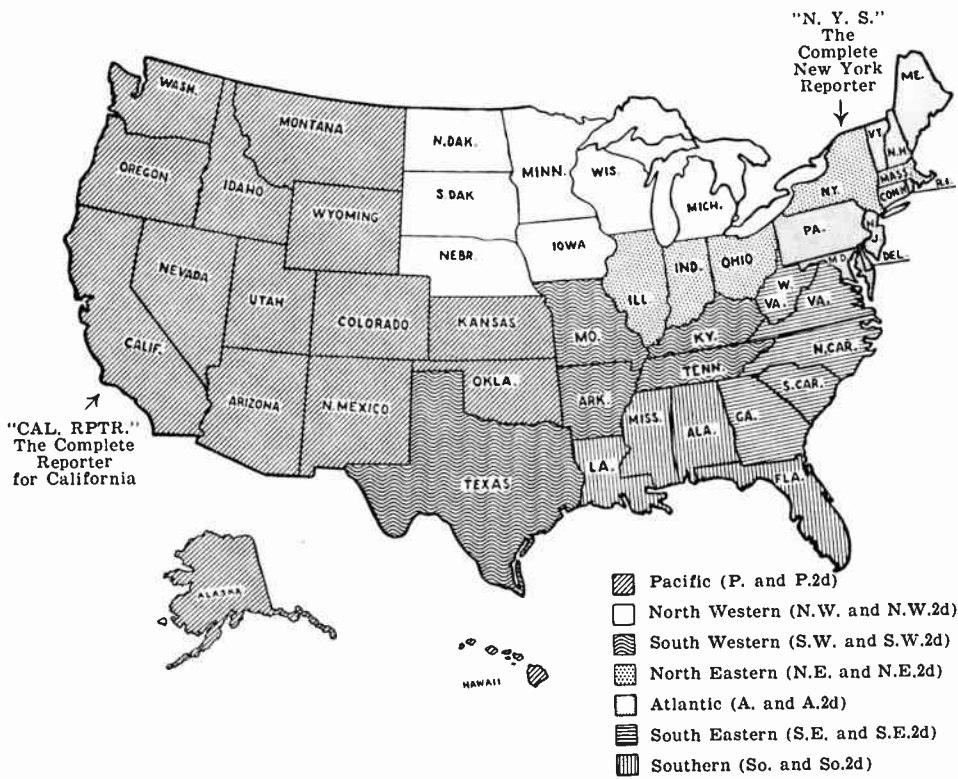 "N. Y. S."
The
Complete
New York
Reporter
ME.
WASH.
MONTANA
N.DAK.
MINN.
VT.
N.H.
OREGON
IDAHO
S.DAK
WIS.
MICH.
N.Y.
MASS.
CONN.
R.I.
WYOMING
NEBR.
IOWA
PA.
N.
J.
NEVADA
UTAH
COLORADO
KANSAS
ILL.
IND.
OHIO
W.
VA.
MD.
DEL.
VA.
CALIF.
MO.
KY.
N.CAR.
ARIZONA
N.MEXICO
OKLA.
ARK.
TENN.
S.CAR.
MISS.
ALA.
GA.
"CAL. RPTR."
The Complete
Reporter
for California
TEXAS
LA.
FLA.
ALASKA
HAWAII
Pacific (P. and P.2d)
North Western (N.W. and N.W.2d)
South Western (S.W. and S.W.2d)
North Eastern (N.E. and N.E.2d)
Atlantic (A. and A.2d)
South Eastern (S.E. and S.E.2d)
Southern (So. and So.2d)